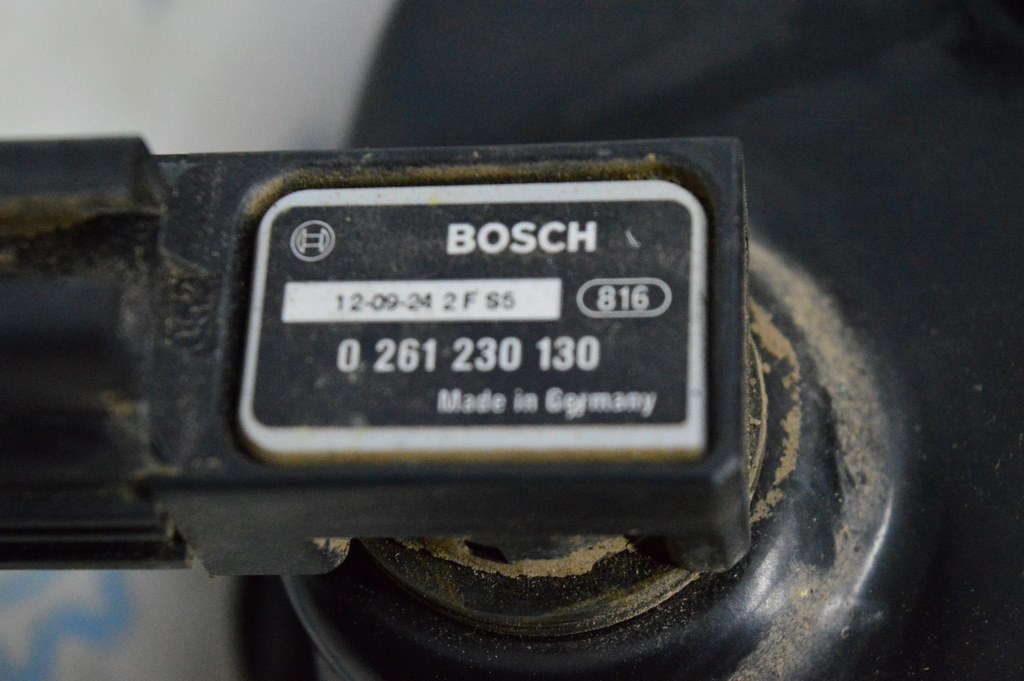 BOSCH
12-09-24 2 F S5 816
0 261 230 130
Made in Germany